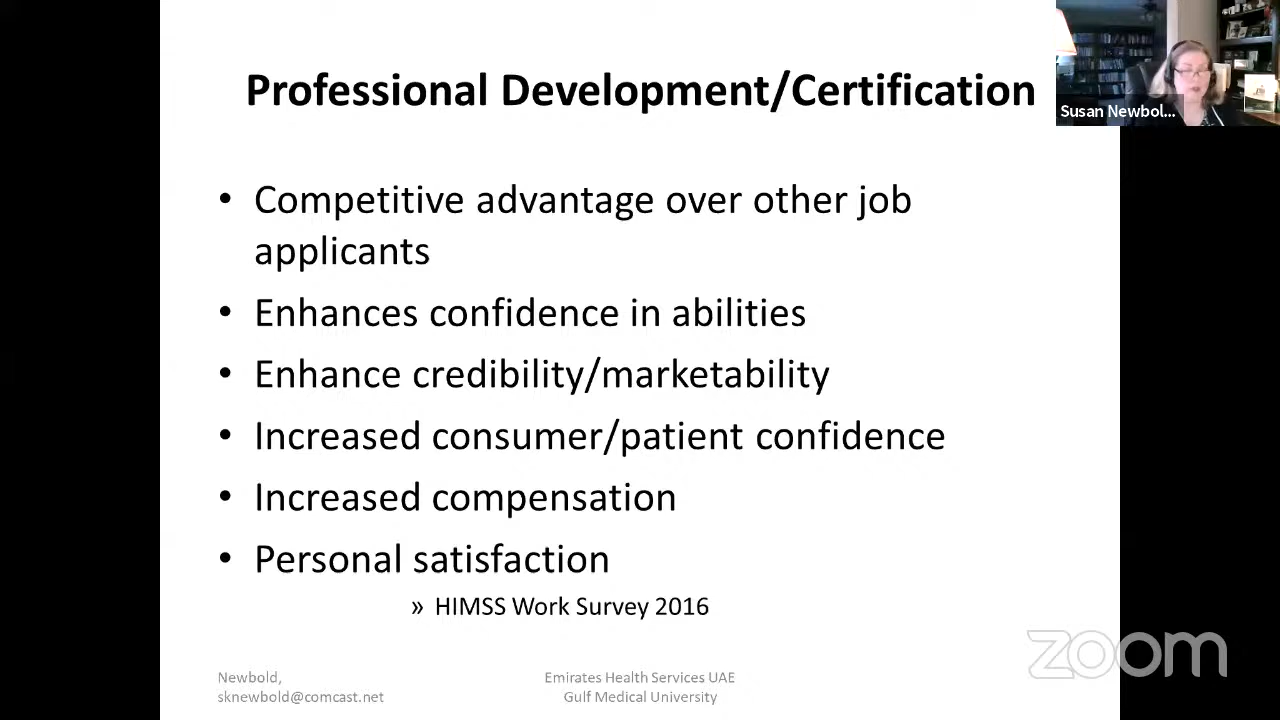 Professional Development/Certification
Susan Newbol...
• Competitive advantage over other job
applicants
• Enhances confidence in abilities
• Enhance credibility/marketability
• Increased consumer/patient confidence
• Increased compensation
• Personal satisfaction
» HIMSS Work Survey 2016
zoom
Newbold,
sknewbold@comcast.net
Emirates Health Services UAE
Gulf Medical University